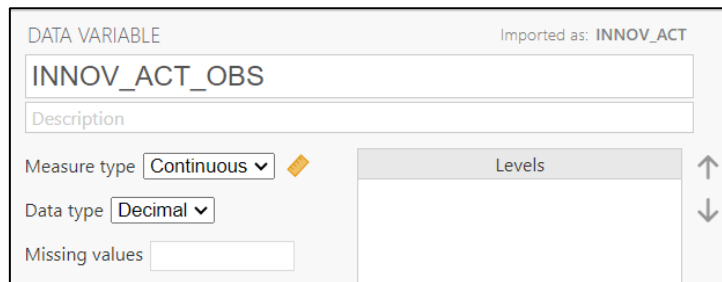 DATA VARIABLE Imported as: INNOV_ACT
INNOV_ACT_OBS
Description
Measure type Continuous Levels
Data type Decimal
Missing values